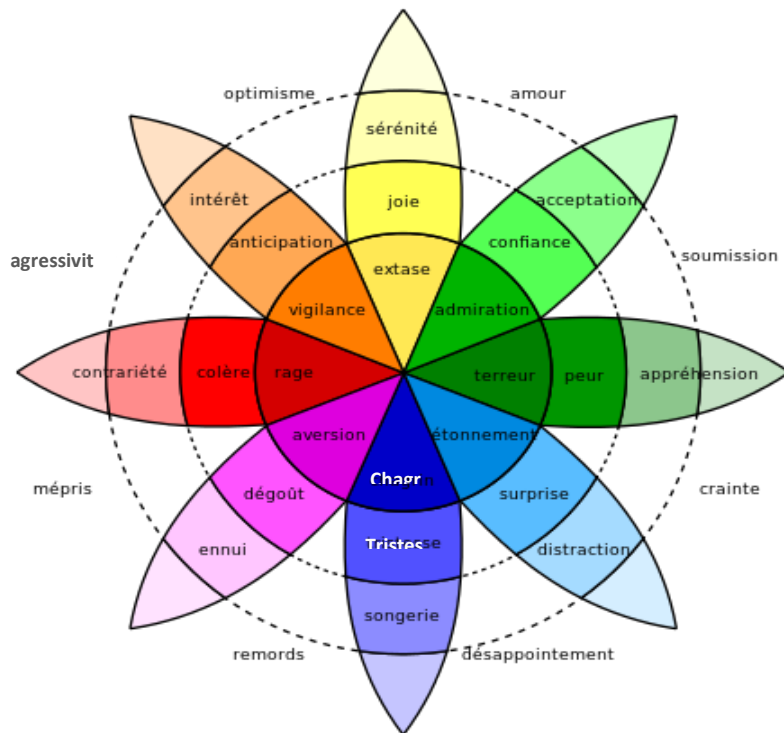 optimisme
amour
sérénité
intérêt
joie
acceptation
anticipation
confiance
agressivit
soumission
extase
vigilance
admiration
contrariété
colère
rage
terreur
peur
appréhension
aversion
étonnement
mépris
dégoût
Chagr
surprise
crainte
ennui
Tristes
distraction
songerie
remords
désappointement